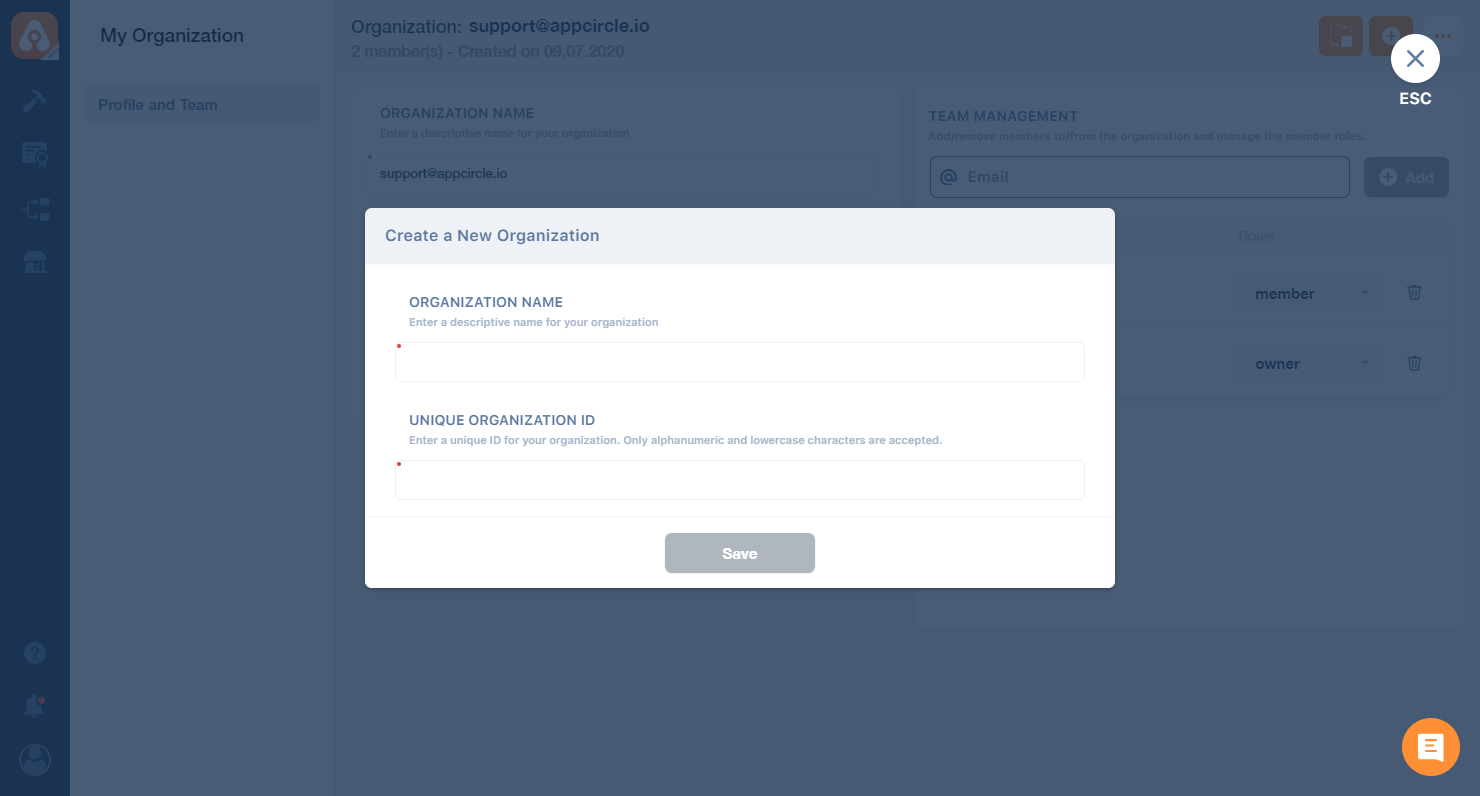 My Organization
Profile and Team
Organization: support@appcircle.io
2 member(s) - Created on 09.07.2020
ESC
ORGANIZATION NAME
Enter a descriptive name for your organization
support@appcircle.io
TEAM MANAGEMENT
Add/remove members to/from the organization and manage the member roles.
Email
Add
Roles
member
owner
Create a New Organization
ORGANIZATION NAME
Enter a descriptive name for your organization
UNIQUE ORGANIZATION ID
Enter a unique ID for your organization. Only alphanumeric and lowercase characters are accepted.
Save